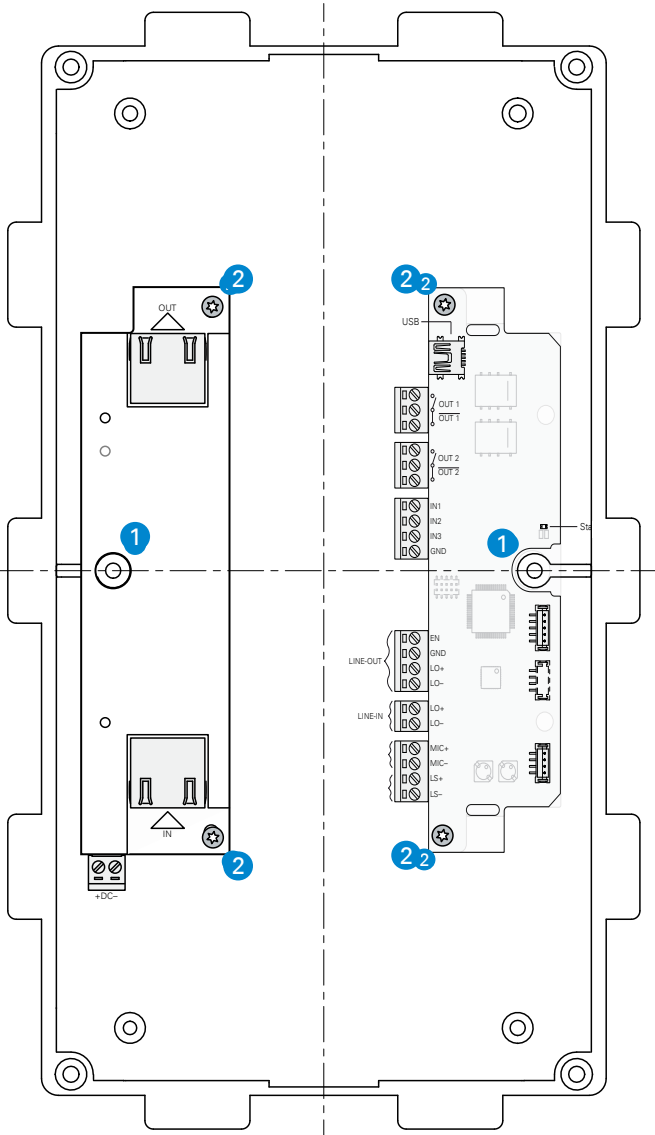 2
2 2
OUT
USB
OUT 1
OUT 1
OUT 2
OUT 2
IN1
IN2
IN3
GND
Sta
1
1
EN
GND
LO+
LO–
LINE-OUT
LO+
LO–
LINE-IN
MIC+
MIC–
LS+
LS–
IN
2
2 2
+DC–